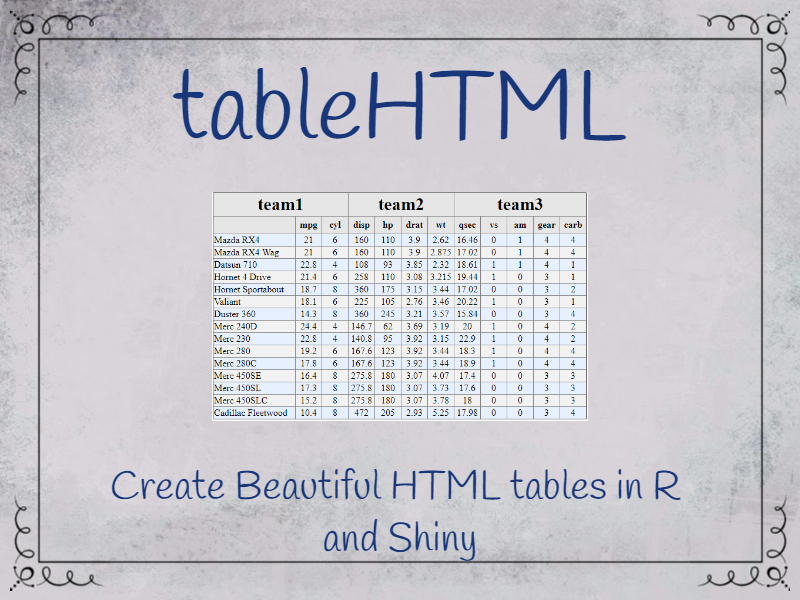 tableHTML
team1 team2 team3
mpg cyl disp hp drat wt qsec vs am gear carb
Mazda RX4 21 6 160 110 3.9 2.62 16.46 0 1 4 4
Mazda RX4 Wag 21 6 160 110 3.9 2.875 17.02 0 1 4 4
Datsun 710 22.8 4 108 93 3.85 2.32 18.61 1 1 4 1
Hornet 4 Drive 21.4 6 258 110 3.08 3.215 19.44 1 0 3 1
Hornet Sportabout 18.7 8 360 175 3.15 3.44 17.02 0 0 3 2
Valiant 18.1 6 225 105 2.76 3.46 20.22 1 0 3 1
Duster 360 14.3 8 360 245 3.21 3.57 15.84 0 0 3 4
Merc 240D 24.4 4 146.7 62 3.69 3.19 20 1 0 4 2
Merc 230 22.8 4 140.8 95 3.92 3.15 22.9 1 0 4 2
Merc 280 19.2 6 167.6 123 3.92 3.44 18.3 1 0 4 4
Merc 280C 17.8 6 167.6 123 3.92 3.44 18.9 1 0 4 4
Merc 450SE 16.4 8 275.8 180 3.07 4.07 17.4 0 0 3 3
Merc 450SL 17.3 8 275.8 180 3.07 3.73 17.6 0 0 3 3
Merc 450SLC 15.2 8 275.8 180 3.07 3.78 18 0 0 3 3
Cadillac Fleetwood 10.4 8 472 205 2.93 5.25 17.98 0 0 3 4
Create Beautiful HTML tables in R
and Shiny